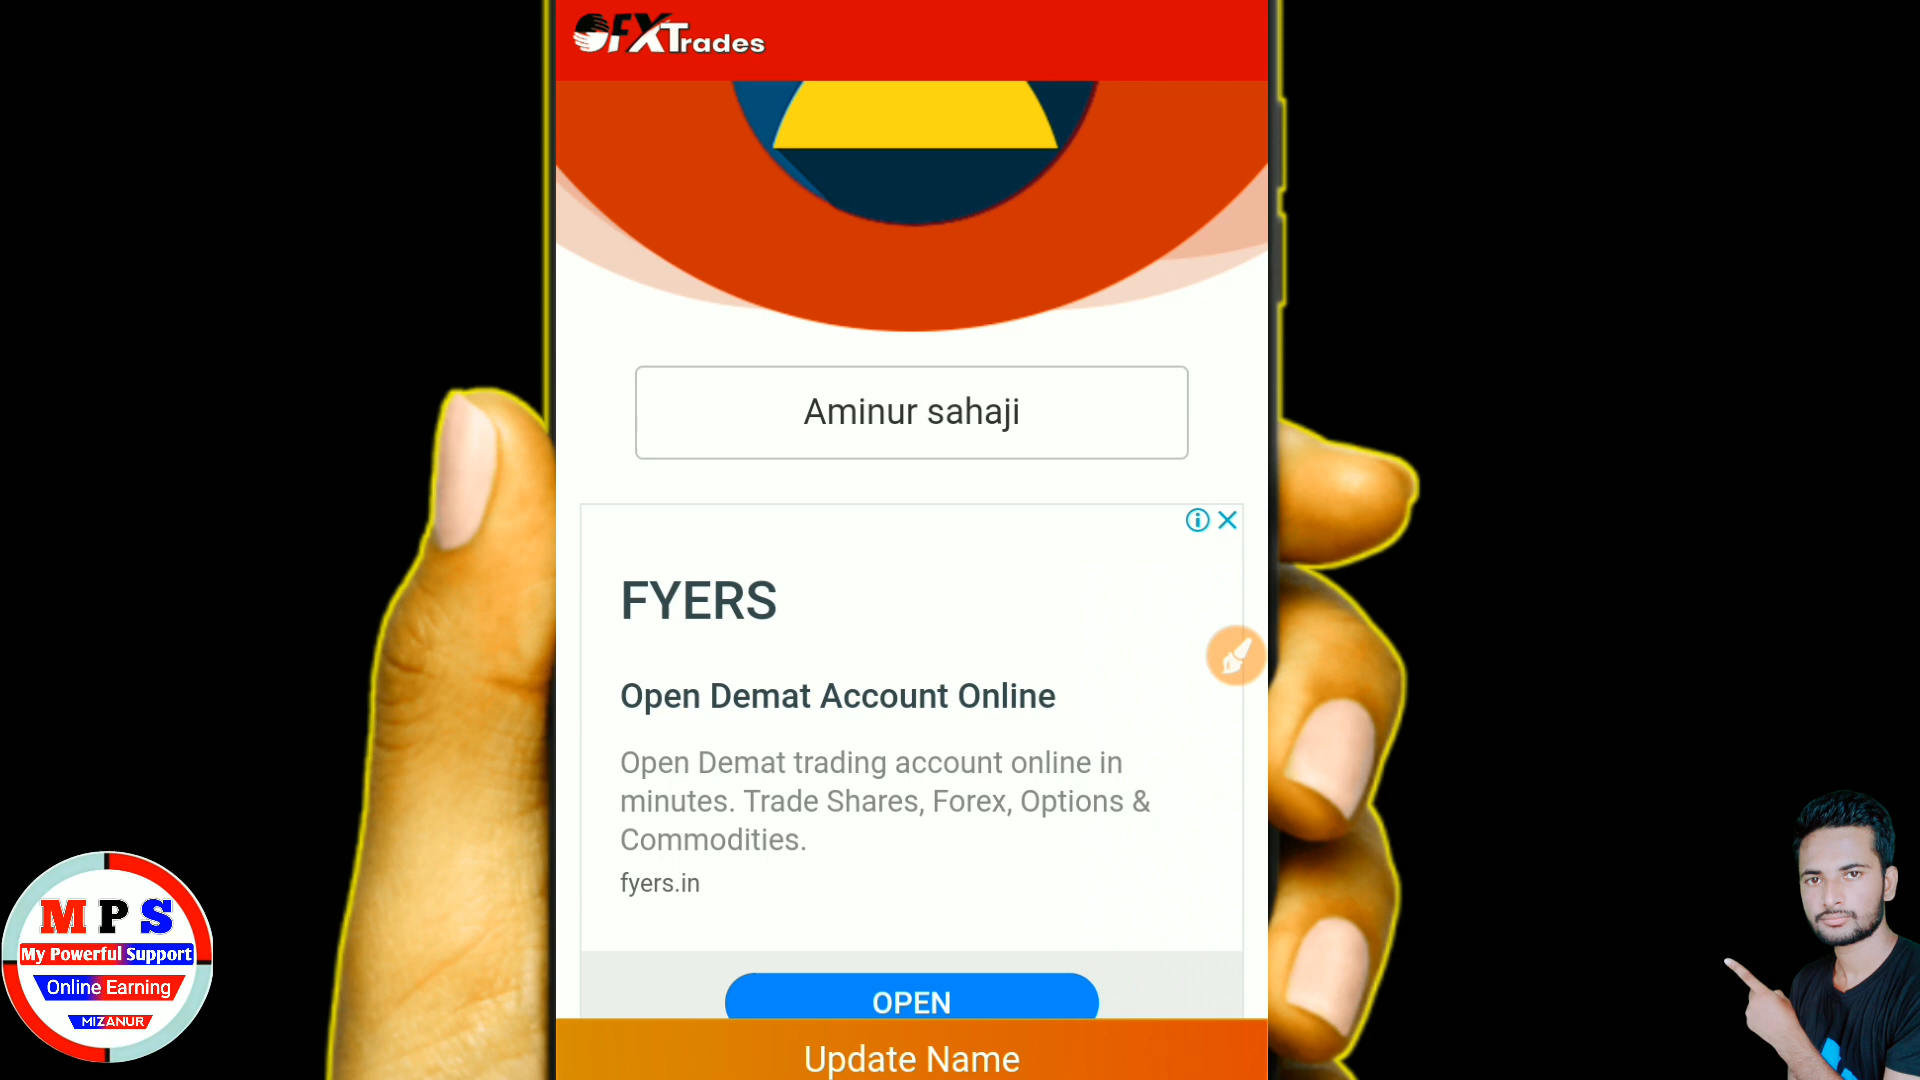 FXTrades
Aminur sahaji
FYERS
Open Demat Account Online
Open Demat trading account online in
minutes. Trade Shares, Forex, Options &
Commodities.
fyers.in
OPEN
Update Name
M P S
My Powerful Support
Online Earning
MIZANUR